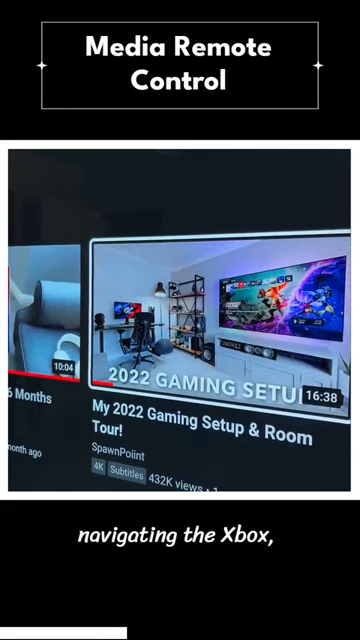 Media Remote
Control
10:04
2022 GAMING SETU
16:38
6 Months
My 2022 Gaming Setup & Room
Tour!
month ago
SpawnPoiint
4K Subtitles 432K views • 1
navigating the Xbox,